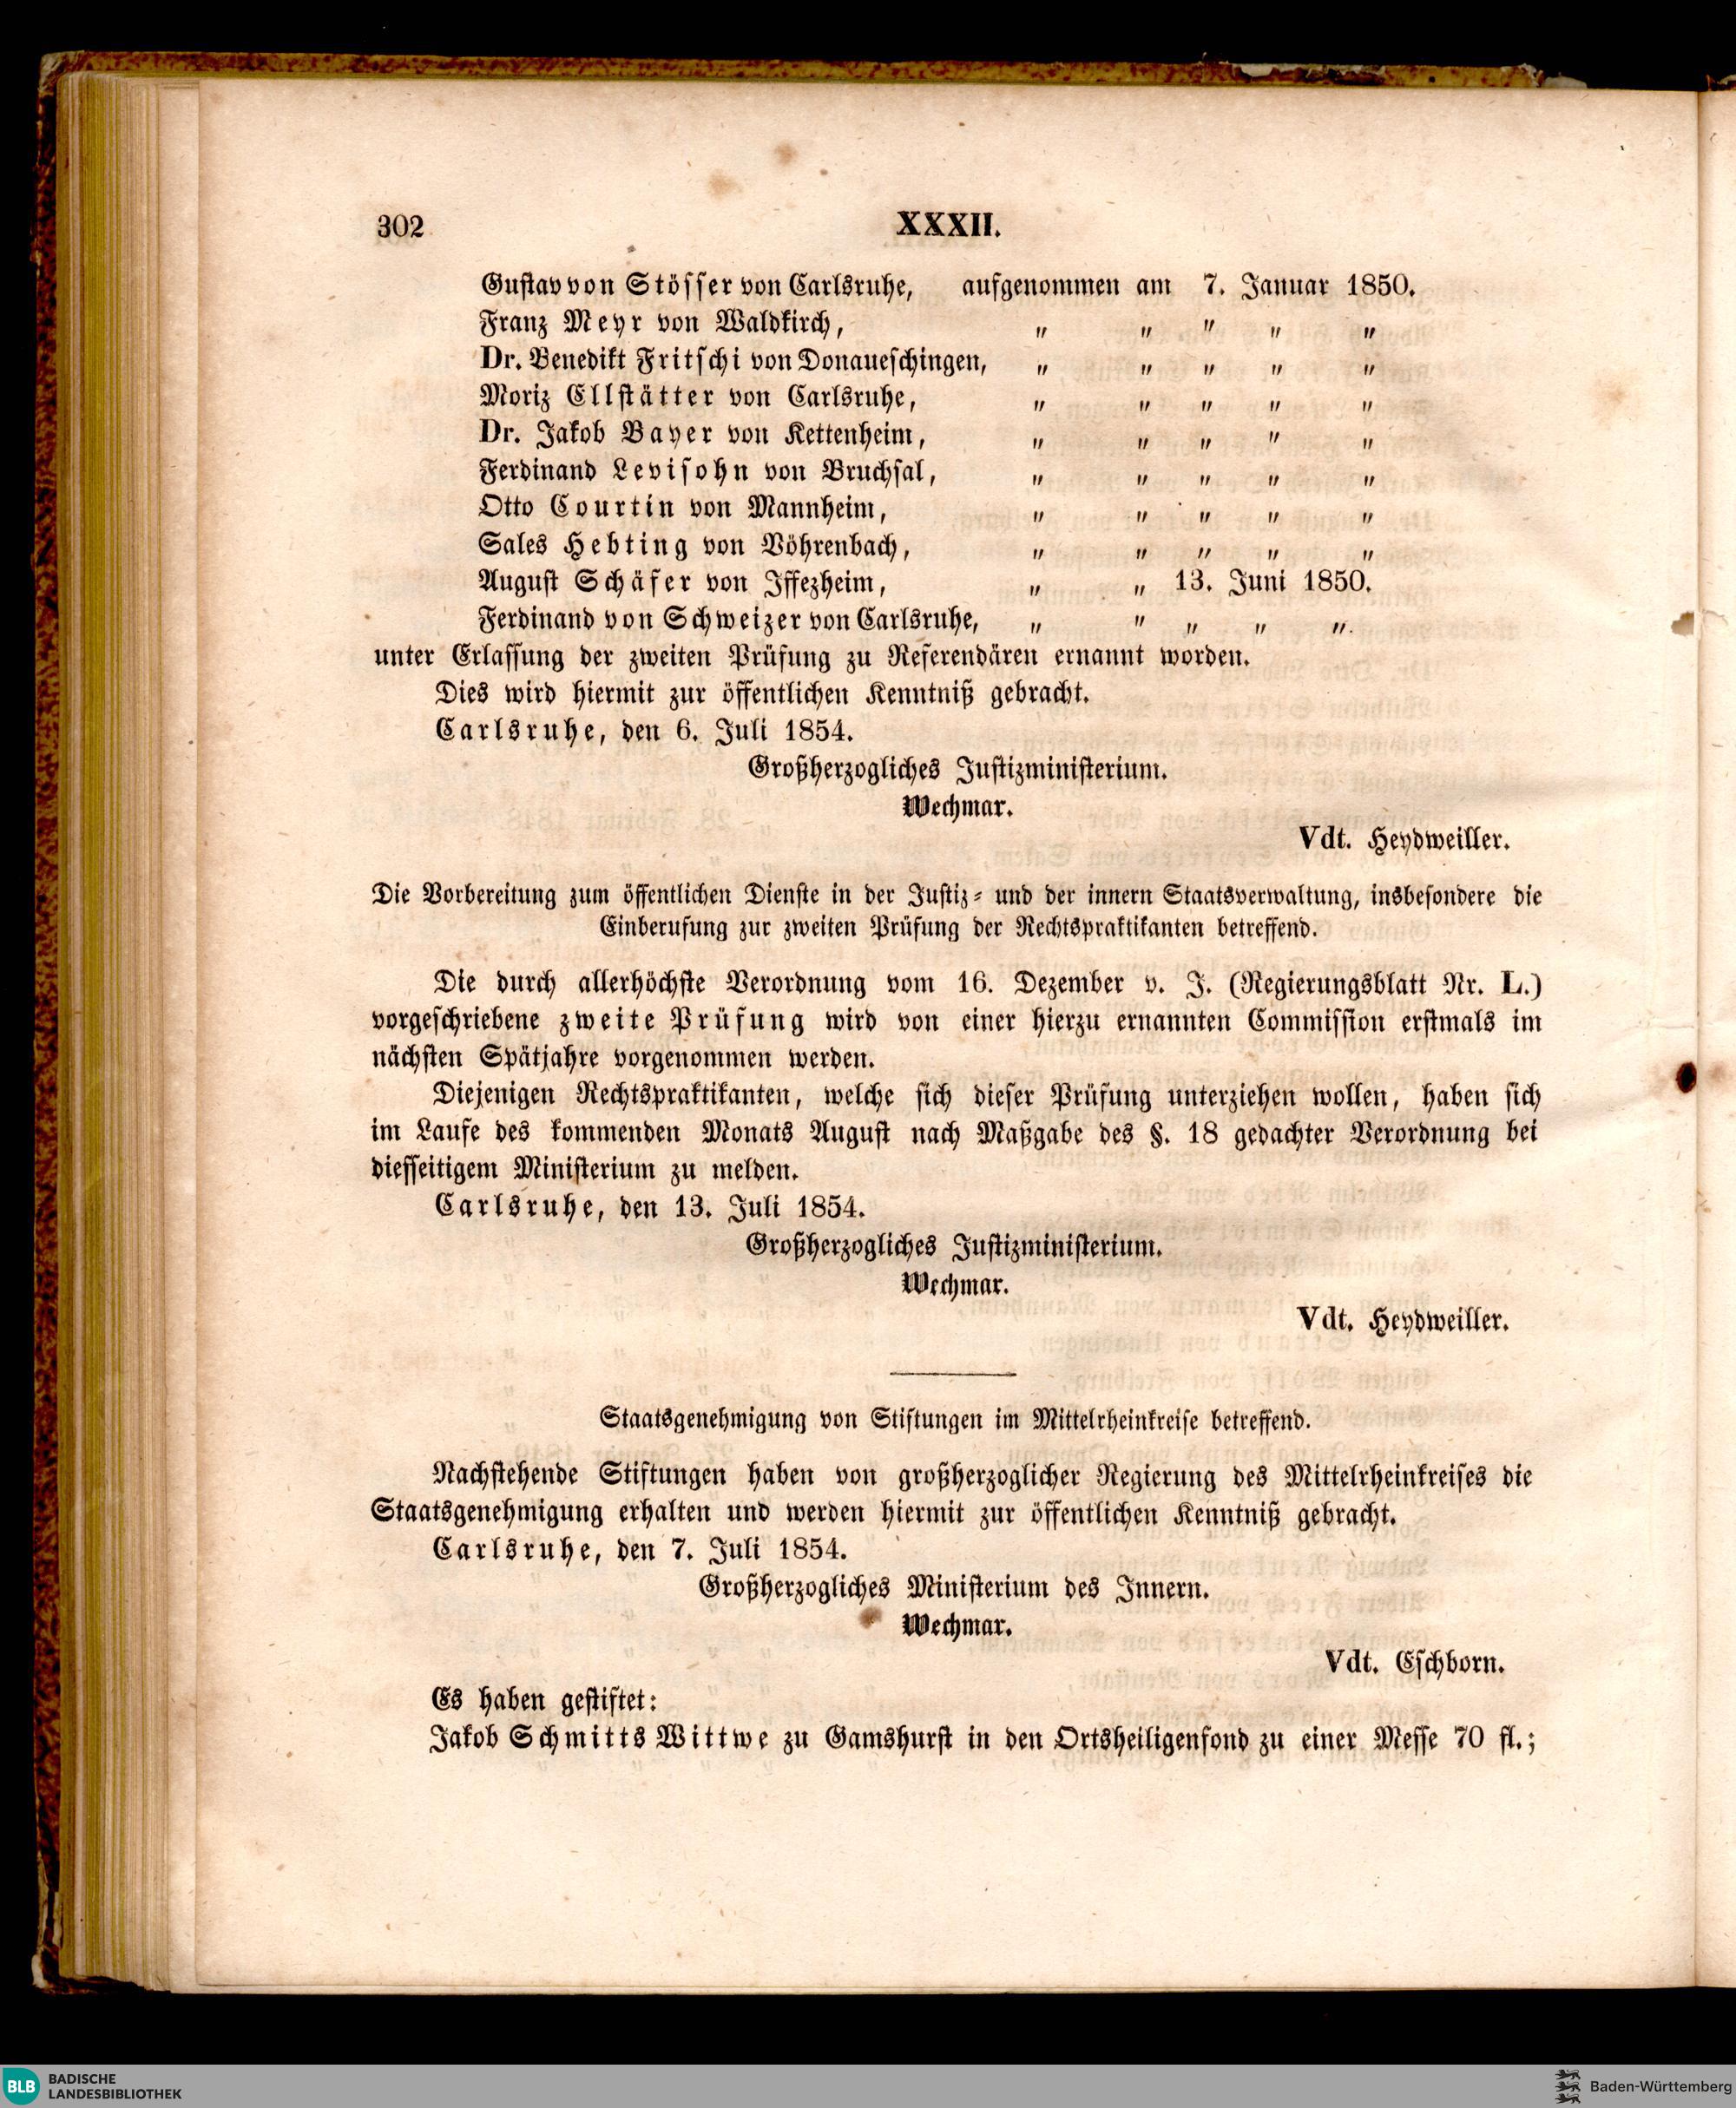 302 XXXII.
Gustav von Stösser von Carlsruhe, aufgenommen am 7. Januar 1850.
Franz Meyr von Waldkirch, „ „ „ „ „
Dr. Benedikt Fritschi von Donaueschingen, „ „ „ „ „
Moriz Ellstätter von Carlsruhe, „ „ „ „ „
Dr. Jakob Bayer von Kettenheim, „ „ „ „ „
Ferdinand Levisohn von Bruchsal, „ „ „ „ „
Otto Courtin von Mannheim, „ „ „ „ „
Sales Hebting von Vöhrenbach, „ „ „ „ „
August Schäfer von Iffezheim, „ „ 13. Juni 1850.
Ferdinand von Schweizer von Carlsruhe, „ „ „ „ „.
unter Erlassung der zweiten Prüfung zu Referendären ernannt worden.
Dies wird hiermit zur öffentlichen Kenntniß gebracht.
Carlsruhe, den 6. Juli 1854.
Großherzogliches Justizministerium.
Wechmar.
Vdt. Heydweiller.
Die Vorbereitung zum öffentlichen Dienste in der Justiz- und der innern Staatsverwaltung, insbesondere die
Einberufung zur zweiten Prüfung der Rechtspraktikanten betreffend.
Die durch allerhöchste Verordnung vom 16. Dezember v. J. (Regierungsblatt Nr. L.)
vorgeschriebene zweite Prüfung wird von einer hierzu ernannten Commission erstmals im
nächsten Spätjahre vorgenommen werden.
Diejenigen Rechtspraktikanten, welche sich dieser Prüfung unterziehen wollen, haben sich
im Laufe des kommenden Monats August nach Maßgabe des §. 18 gedachter Verordnung bei
diesseitigem Ministerium zu melden.
Carlsruhe, den 13. Juli 1854.
Großherzogliches Justizministerium.
Wechmar.
Vdt. Heydweiller.
Staatsgenehmigung von Stiftungen im Mittelrheinkreise betreffend.
Nachstehende Stiftungen haben von großherzoglicher Regierung des Mittelrheinkreises die
Staatsgenehmigung erhalten und werden hiermit zur öffentlichen Kenntniß gebracht.
Carlsruhe, den 7. Juli 1854.
Großherzogliches Ministerium des Innern.
Wechmar.
Vdt. Eschborn.
Es haben gestiftet:
Jakob Schmitts Wittwe zu Gamshurst in den Ortsheiligenfond zu einer Messe 70 fl.;
BLB BADISCHE
LANDESBIBLIOTHEK
Baden-Württemberg